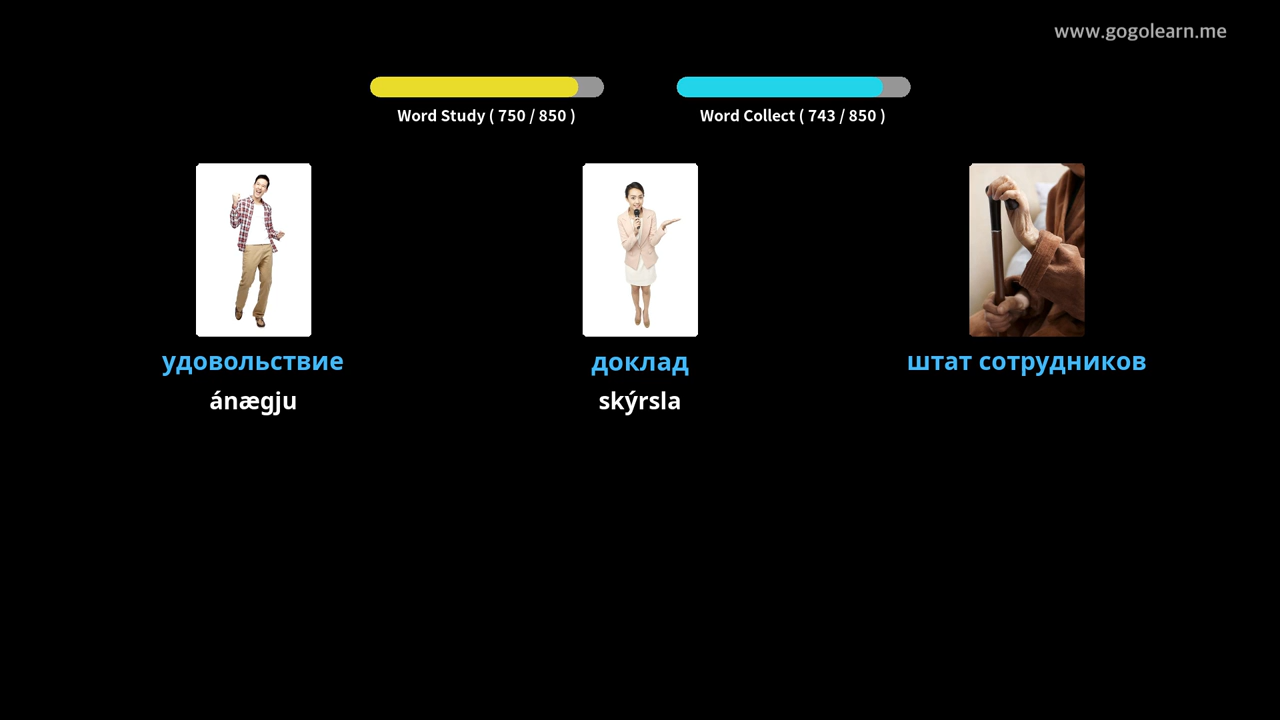 www.gogolearn.me
Word Study ( 750 / 850 )
Word Collect ( 743 / 850 )
удовольствие
ánægju
доклад
skýrsla
штат сотрудников